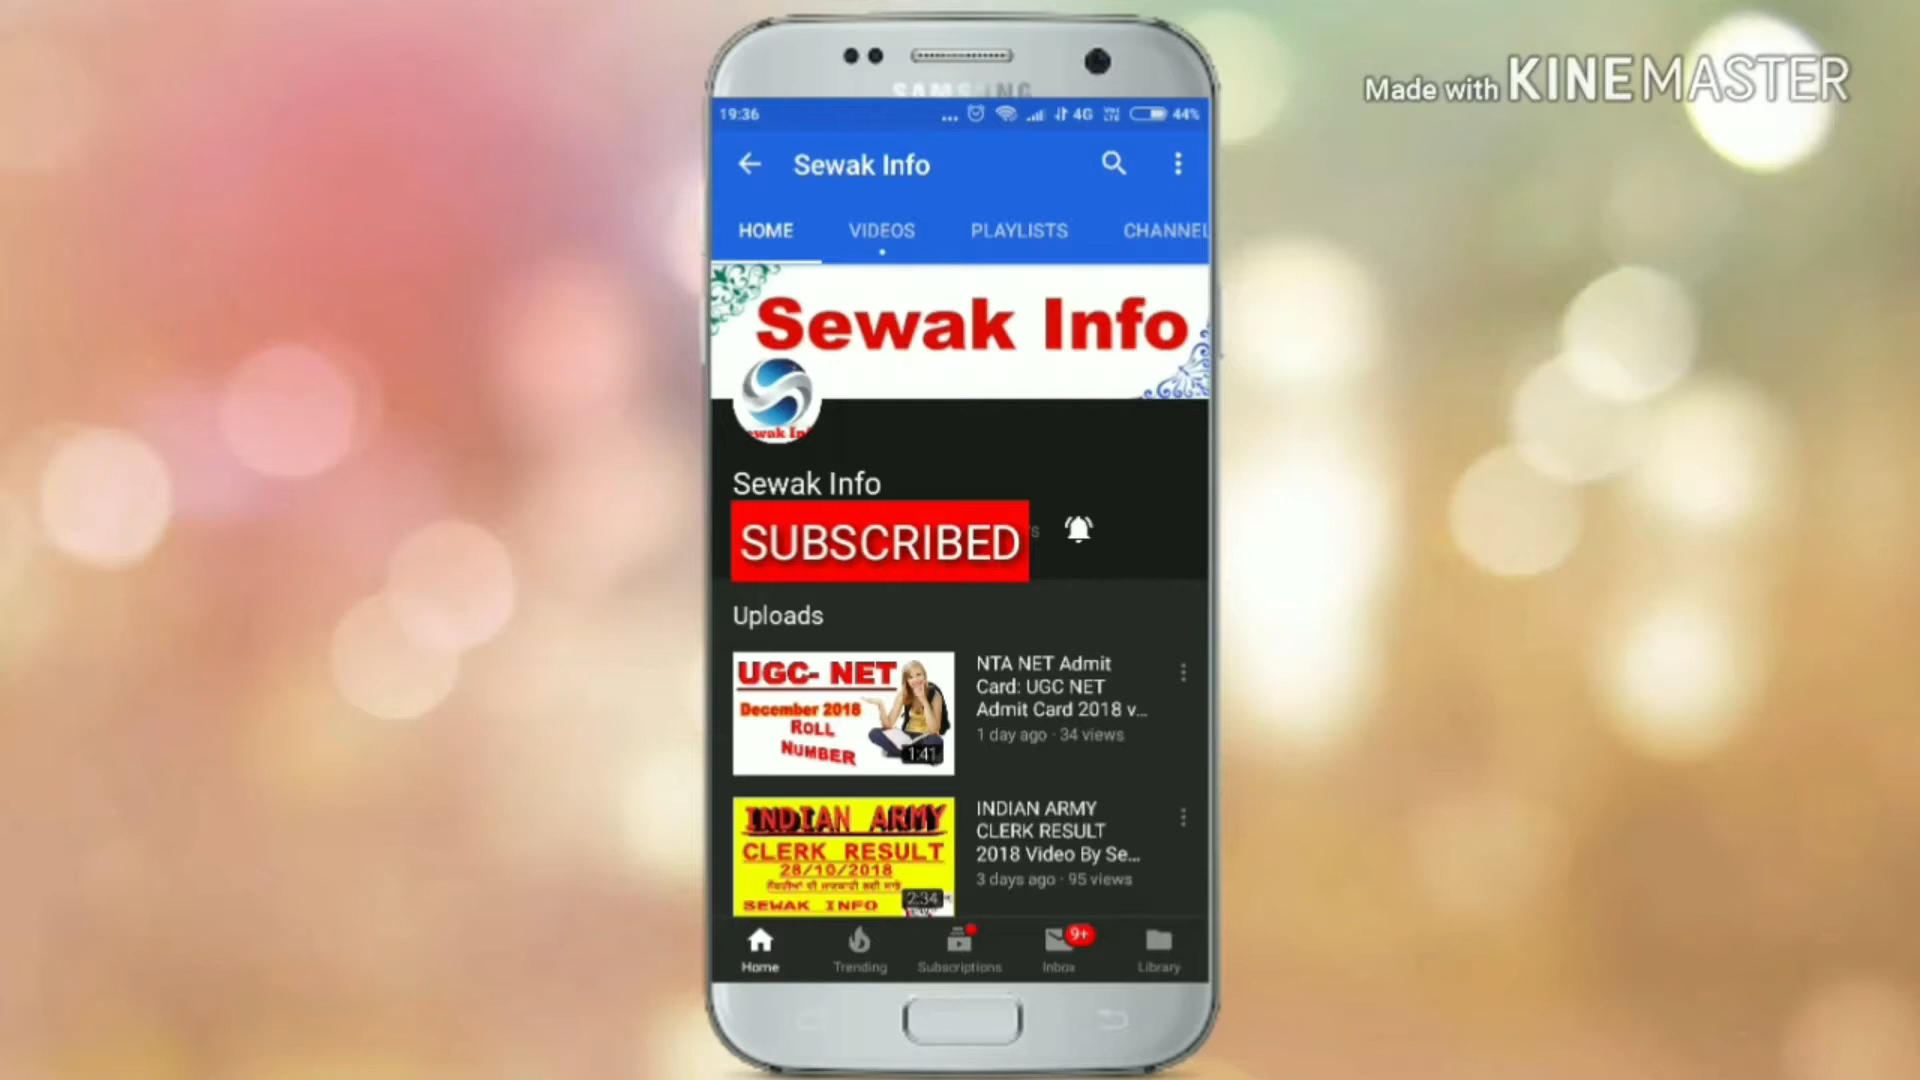 Made with KINEMASTER
SAMSUNG
19:36
4G
44%
Sewak Info
HOME
VIDEOS
PLAYLISTS
CHANNEL
Sewak Info
Sewak Info
SUBSCRIBED
Uploads
UGC- NET
December 2018
ROLL
NUMBER
1:41
NTA NET Admit
Card: UGC NET
Admit Card 2018 v...
1 day ago · 34 views
INDIAN ARMY
CLERK RESULT
28/10/2018
SEWAK INFO
2:34
INDIAN ARMY
CLERK RESULT
2018 Video By Se...
3 days ago · 95 views
Home
Trending
Subscriptions
9+
Inbox
Library